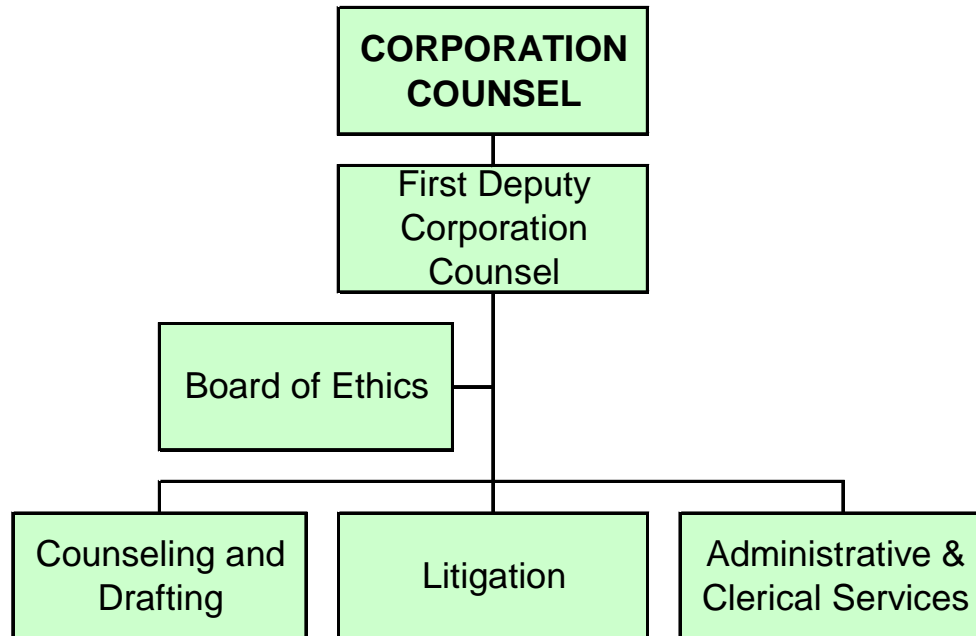 CORPORATION
COUNSEL
First Deputy
Corporation
Counsel
Board of Ethics
Counseling and
Drafting
Litigation
Administrative &
Clerical Services